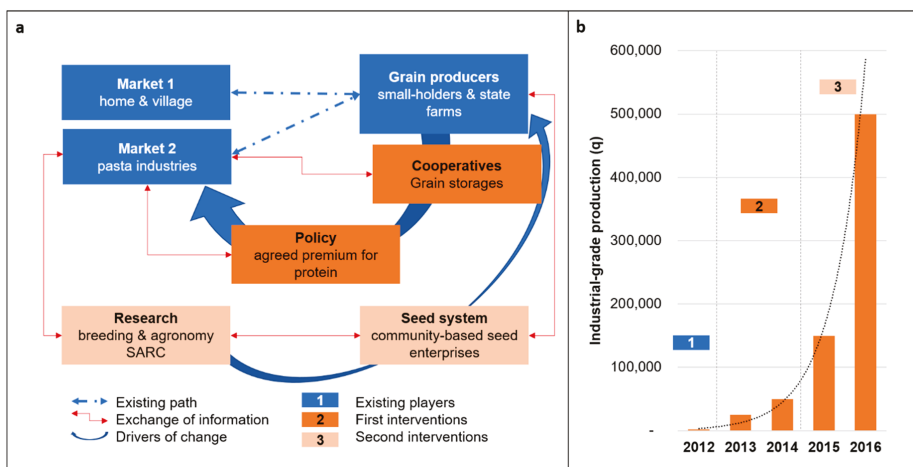 a
Market 1
home & village
Grain producers
small-holders & state
farms
Market 2
pasta industries
Cooperatives
Grain storages
Policy
agreed premium for
protein
Research
breeding & agronomy
SARC
Seed system
community-based seed
enterprises
Existing path
Exchange of information
Drivers of change
1 Existing players
2 First interventions
3 Second interventions
b
Industrial-grade production (q)
600,000
500,000
400,000
300,000
200,000
100,000
-
1
2
3
2012 2013 2014 2015 2016